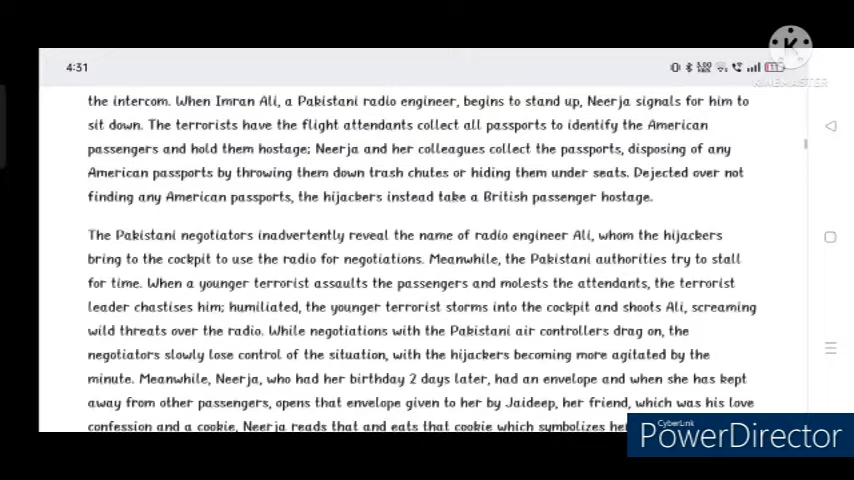 4:31
KINEMASTER
the intercom. When Imran Ali, a Pakistani radio engineer, begins to stand up, Neerja signals for him to
sit down. The terrorists have the flight attendants collect all passports to identify the American
passengers and hold them hostage; Neerja and her colleagues collect the passports, disposing of any
American passports by throwing them down trash chutes or hiding them under seats. Dejected over not
finding any American passports, the hijackers instead take a British passenger hostage.
The Pakistani negotiators inadvertently reveal the name of radio engineer Ali, whom the hijackers
bring to the cockpit to use the radio for negotiations. Meanwhile, the Pakistani authorities try to stall
for time. When a younger terrorist assaults the passengers and molests the attendants, the terrorist
leader chastises him; humiliated, the younger terrorist storms into the cockpit and shoots Ali, screaming
wild threats over the radio. While negotiations with the Pakistani air controllers drag on, the
negotiators slowly lose control of the situation, with the hijackers becoming more agitated by the
minute. Meanwhile, Neerja, who had her birthday 2 days later, had an envelope and when she has kept
away from other passengers, opens that envelope given to her by Jaideep, her friend, which was his love
confession and a cookie, Neerja reads that and eats that cookie which symbolizes
CyberLink
PowerDirector